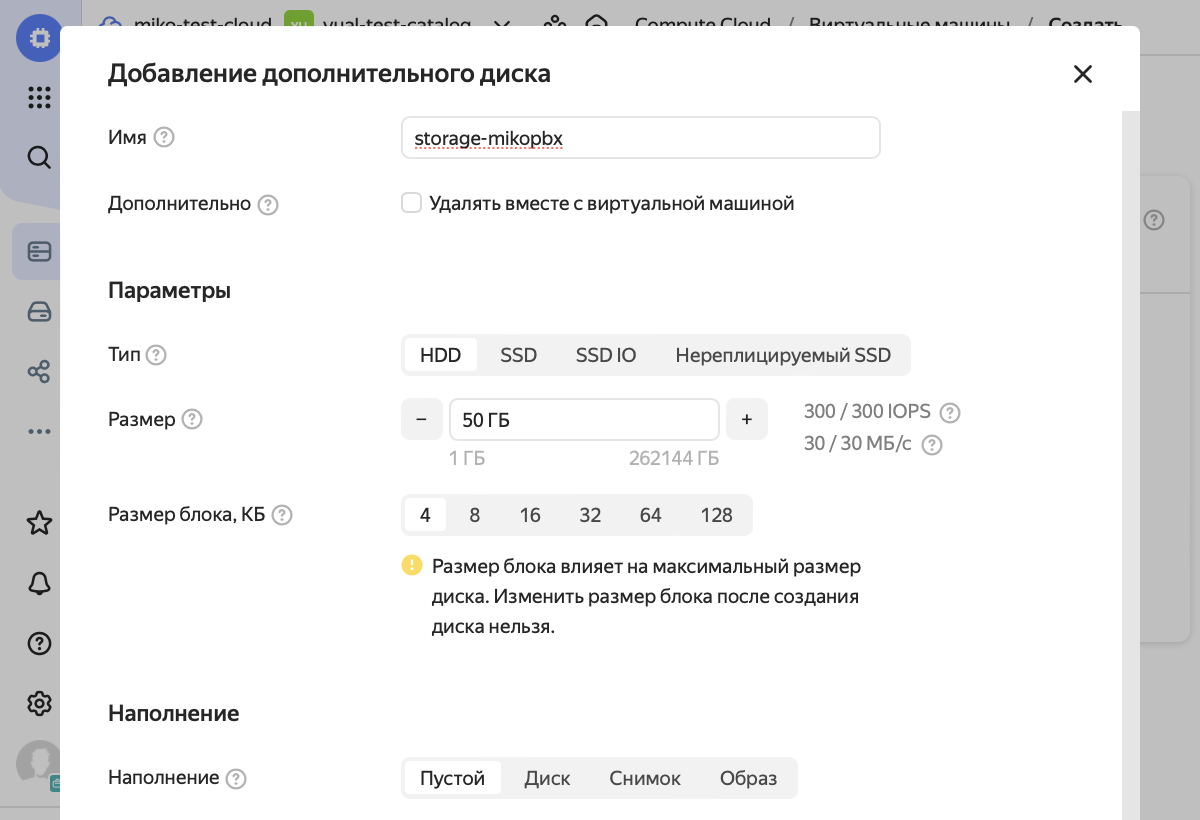 miko-test-cloud yual-test-catalog Compute Cloud / Виртуальные машины / Создать
Добавление дополнительного диска
Имя ?
storage-mikopbx
Дополнительно ?
Удалять вместе с виртуальной машиной
Параметры
Тип ?
HDD SSD SSD IO Нереплицируемый SSD
Размер ?
− 50 ГБ +
300 / 300 IOPS ?
1 ГБ 262144 ГБ
30 / 30 МБ/с ?
Размер блока, КБ ?
4 8 16 32 64 128
Размер блока влияет на максимальный размер
диска. Изменить размер блока после создания
диска нельзя.
Наполнение
Наполнение ?
Пустой Диск Снимок Образ